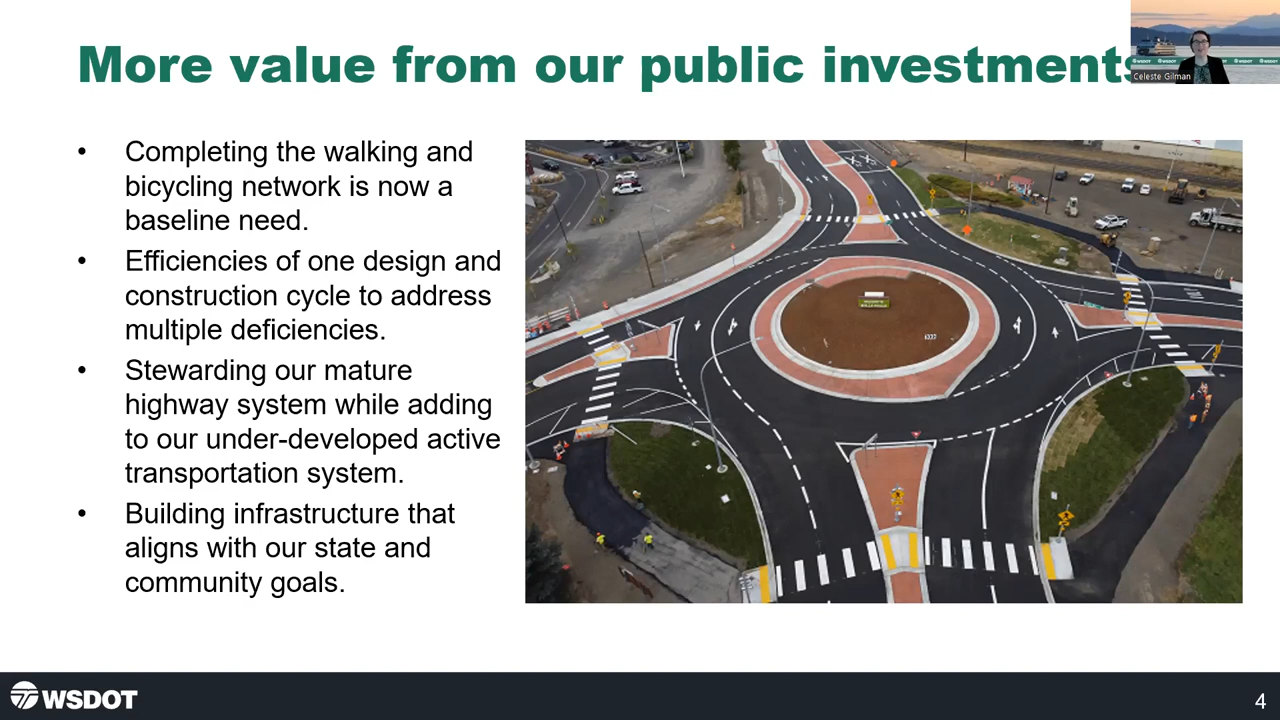 More value from our public investments
Celeste Gilman
• Completing the walking and
bicycling network is now a
baseline need.
• Efficiencies of one design and
construction cycle to address
multiple deficiencies.
• Stewarding our mature
highway system while adding
to our under-developed active
transportation system.
• Building infrastructure that
aligns with our state and
community goals.
WSDOT
4